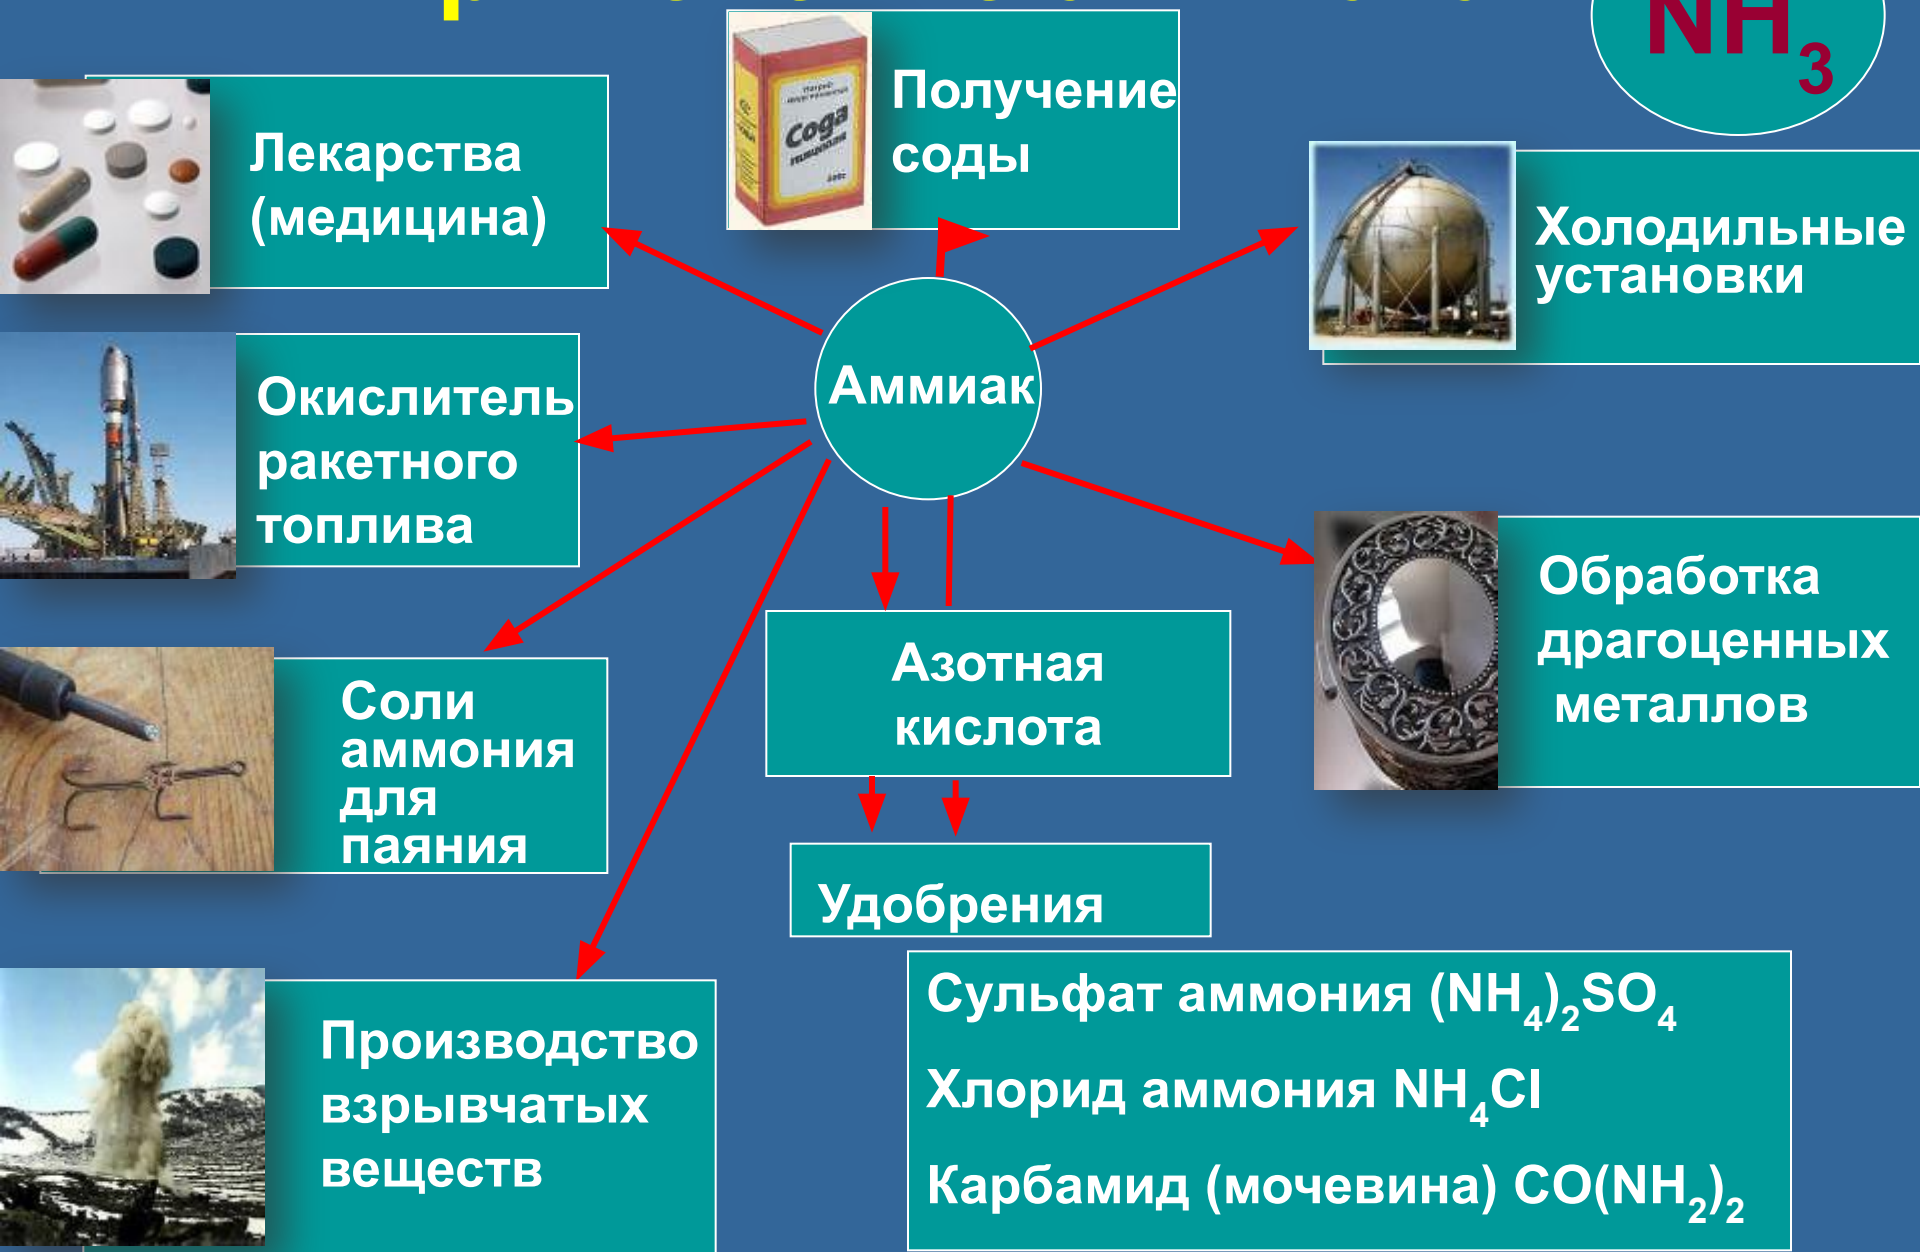 NH3
Получение
соды
Сода
пищевая
Лекарства
(медицина)
Холодильные
установки
Аммиак
Окислитель
ракетного
топлива
Обработка
драгоценных
металлов
Азотная
кислота
Соли
аммония
для
паяния
Удобрения
Производство
взрывчатых
веществ
Сульфат аммония (NH4)2SO4
Хлорид аммония NH4Cl
Карбамид (мочевина) CO(NH2)2